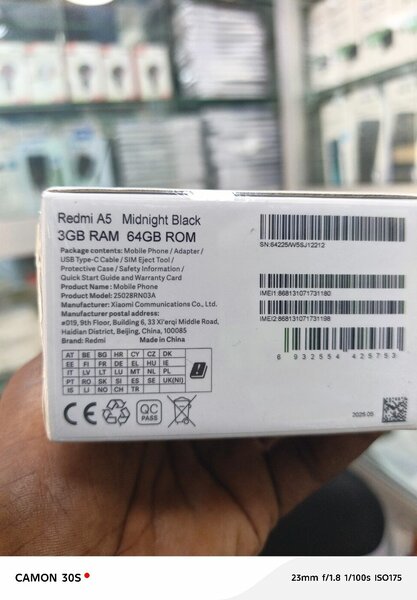 Redmi A5 Midnight Black
3GB RAM 64GB ROM
Package contents: Mobile Phone / Adapter /
USB Type-C Cable / SIM Eject Tool /
Protective Case / Safety Information /
Quick Start Guide and Warranty Card
Product Name : Mobile Phone
Product Model: 25028RN03A
Manufacturer: Xiaomi Communications Co., Ltd.
Manufacturer postal address:
#019, 9th Floor, Building 6, 33 Xi'erqi Middle Road,
Haidian District, Beijing, China, 100085
Brand: Redmi Made in China
AT BE BG HR CY CZ DK
EE FI FR DE EL HU IE
IT LV LT LU MT NL PL
PT RO SK SI ES SE UK(NI)
IS LI NO CH TR
CE
QC
PASS
SN:64225/W5SJ12212
IMEI1:868131071731180
IMEI2:868131071731198
6 932554 425753
2025.05
CAMON 30S
23mm f/1.8 1/100s ISO175